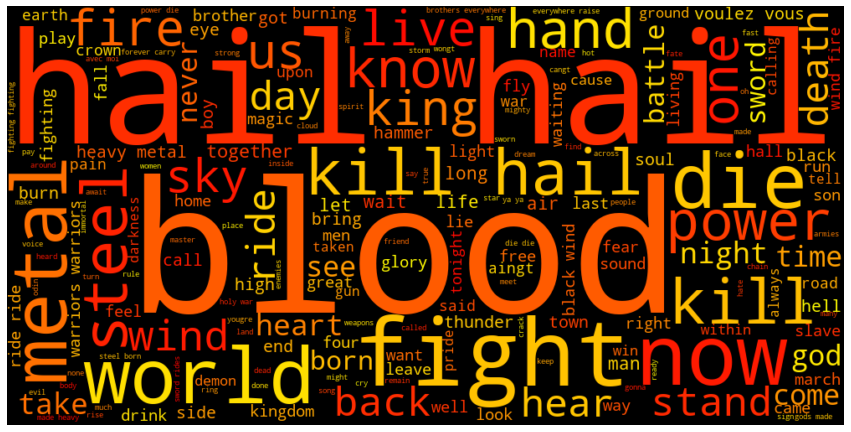 hail hail
blood
fight
now
world
die
kill
kill
hail
metal
steel
fire
us
live
know
king
hand
one
death
battle
sword
power
night
time
sky
ride
day
wind
heart
born
back
stand
hear
come
god
take
see
never
earth
play
crown
fall
fighting
brother
eye
got
burning
boy
upon
magic
power die
forever carry
avec moi
strong
away
storm
wongt
brothers everywhere
sing
everywhere raise
cangt
fly
war
mighty
sworn
name
hot
waiting
cause
ground
voulez vous
fate
oh
made
find
living
fast
calling
wind fire
fighting fighting
pay
heavy metal
together
hammer
spirit
cloud
around
pain
women
inside
light
long
say
true
dream
across
star
ya ya
people
face
soul
hall
black
run
tell
son
burn
make
await
immortal
warriors warriors
darkness
home
place
let
wait
life
air
last
bring
men
taken
lie
friend
glory
tonight
die die
free
aingt
meet
black wind
fear
sound
armies
voice
heard
odin
turn
rule
master
call
high
enemies
great
gun
always
road
hell
chain
hate
many
ride ride
feel
holy war
yougre
land
said
thunder
weapons
called
crack
town
right
within
slave
steel born
sword rides
end
four
want
leave
pride
keep
win
man
ready
march
none
evil
body
demon
dead
done
ring
might
cry
remain
song
gonna
made heavy
much
rise
drink
side
kingdom
well
look
way
came
signgods made